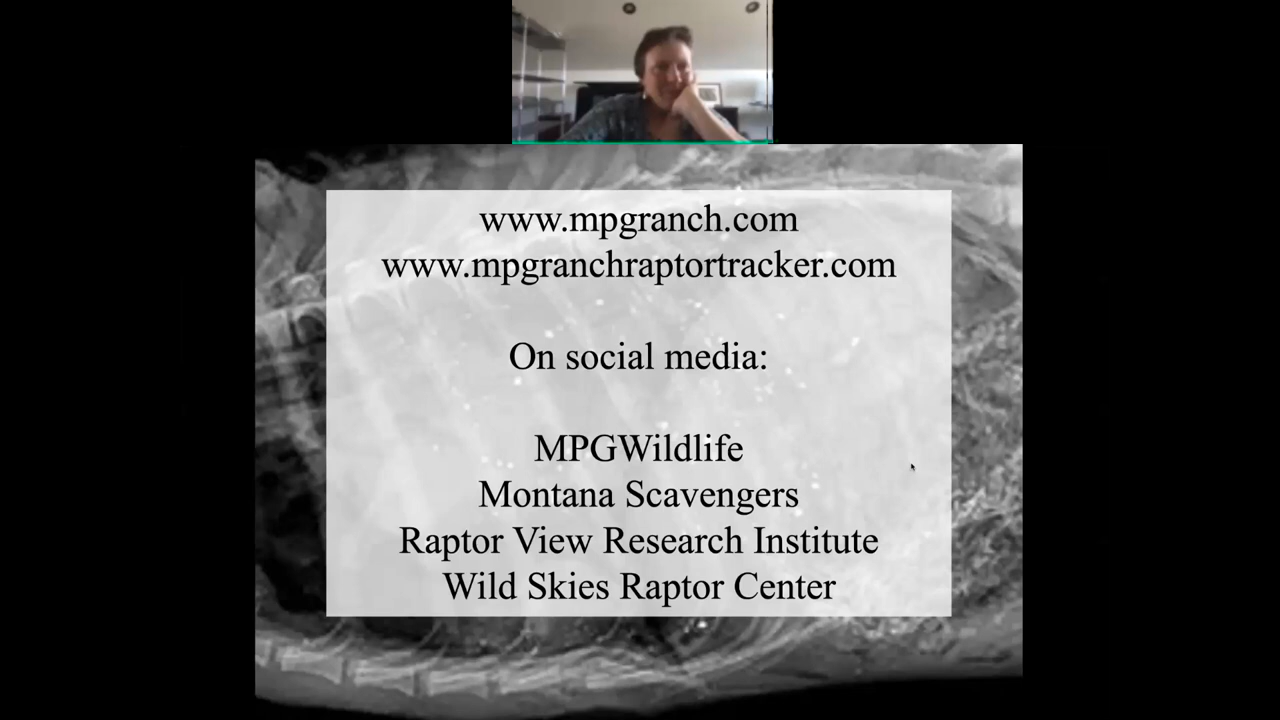 www.mpgranch.com
www.mpgranchraptortracker.com
On social media:
MPGWildlife
Montana Scavengers
Raptor View Research Institute
Wild Skies Raptor Center